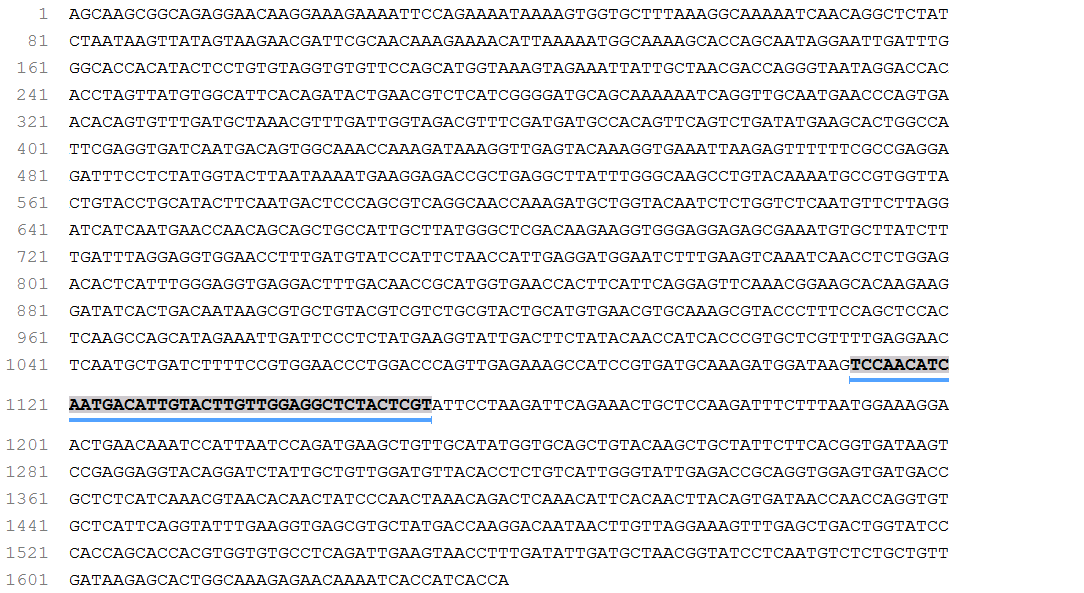 1 AGCAAGCGGCAGAGGAACAAGGAAAGAAAATTCCAGAAAATAAAAGTGGTGCTTTAAAGGCAAAAATCAACAGGCTCTAT
81 CTAATAAGTTATAGTAAGAACGATTCGCAACAAAGAAAACATTAAAAATGGCAAAAGCACCAGCAATAGGAATTGATTTG
161 GGCACCACATACTCCTGTGTAGGTGTGTTCCAGCATGGTAAAGTAGAAATTATTGCTAACGACCAGGGTAATAGGACCAC
241 ACCTAGTTATGTGGCATTCACAGATACTGAACGTCTCATCGGGGATGCAGCAAAAAATCAGGTTGCAATGAACCCAGTGA
321 ACACAGTGTTTGATGCTAAACGTTTGATTGGTAGACGTTTCGATGATGCCACAGTTCAGTCTGATATGAAGCACTGGCCA
401 TTCGAGGTGATCAATGACAGTGGCAAACCAAAGATAAAGGTTGAGTACAAAGGTGAAATTAAGAGTTTTTTCGCCGAGGA
481 GATTTCCTCTATGGTACTTAATAAAATGAAGGAGACCGCTGAGGCTTATTTGGGCAAGCCTGTACAAAATGCCGTGGTTA
561 CTGTACCTGCATACTTCAATGACTCCCAGCGTCAGGCAACCAAAGATGCTGGTACAATCTCTGGTCTCAATGTTCTTAGG
641 ATCATCAATGAACCAACAGCAGCTGCCATTGCTTATGGGCTCGACAAGAAGGTGGGAGGAGAGCGAAATGTGCTTATCTT
721 TGATTTAGGAGGTGGAACCTTTGATGTATCCATTCTAACCATTGAGGATGGAATCTTTGAAGTCAAATCAACCTCTGGAG
801 ACACTCATTTGGGAGGTGAGGACTTTGACAACCGCATGGTGAACCACTTCATTCAGGAGTTCAAACGGAAGCACAAGAAG
881 GATATCACTGACAATAAGCGTGCTGTACGTCGTCTGCGTACTGCATGTGAACGTGCAAAGCGTACCCTTTCCAGCTCCAC
961 TCAAGCCAGCATAGAAATTGATTCCCTCTATGAAGGTATTGACTTCTATACAACCATCACCCGTGCTCGTTTTGAGGAAC
1041 TCAATGCTGATCTTTTCCGTGGAACCCTGGACCCAGTTGAGAAAGCCATCCGTGATGCAAAGATGGATAAGTCCAACATC
1121 AATGACATTGTACTTGTTGGAGGCTCTACTCGTATTCCTAAGATTCAGAAACTGCTCCAAGATTTCTTTAATGGAAAGGA
1201 ACTGAACAAATCCATTAATCCAGATGAAGCTGTTGCATATGGTGCAGCTGTACAAGCTGCTATTCTTCACGGTGATAAGT
1281 CCGAGGAGGTACAGGATCTATTGCTGTTGGATGTTACACCTCTGTCATTGGGTATTGAGACCGCAGGTGGAGTGATGACC
1361 GCTCTCATCAAACGTAACACAACTATCCCAACTAAACAGACTCAAACATTCACAACTTACAGTGATAACCAACCAGGTGT
1441 GCTCATTCAGGTATTTGAAGGTGAGCGTGCTATGACCAAGGACAATAACTTGTTAGGAAAGTTTGAGCTGACTGGTATCC
1521 CACCAGCACCACGTGGTGTGCCTCAGATTGAAGTAACCTTTGATATTGATGCTAACGGTATCCTCAATGTCTCTGCTGTT
1601 GATAAGAGCACTGGCAAAGAGAACAAAATCACCATCACCA